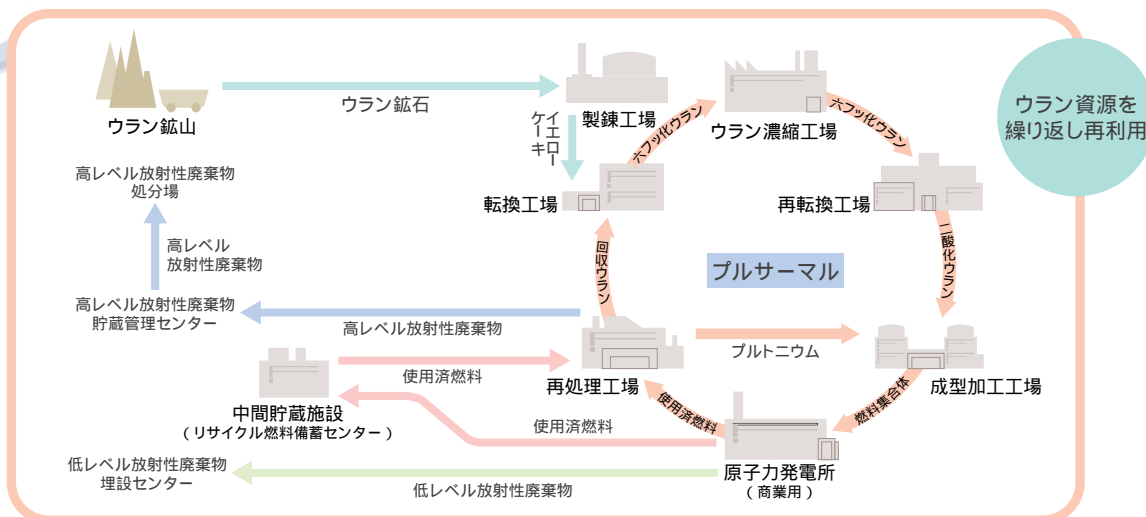 ウラン鉱山
ウラン鉱石
製錬工場
イエロー
ケーキ
六フッ化ウラン
ウラン濃縮工場
六フッ化ウラン
ウラン資源を
繰り返し再利用
転換工場
再転換工場
二酸化ウラン
高レベル放射性廃棄物
処分場
高レベル
放射性廃棄物
回収ウラン
プルサーマル
高レベル放射性廃棄物
貯蔵管理センター
高レベル放射性廃棄物
プルトニウム
使用済燃料
再処理工場
成型加工工場
中間貯蔵施設
(リサイクル燃料備蓄センター)
使用済燃料
使用済燃料
燃料集合体
低レベル放射性廃棄物
埋設センター
低レベル放射性廃棄物
原子力発電所
(商業用)